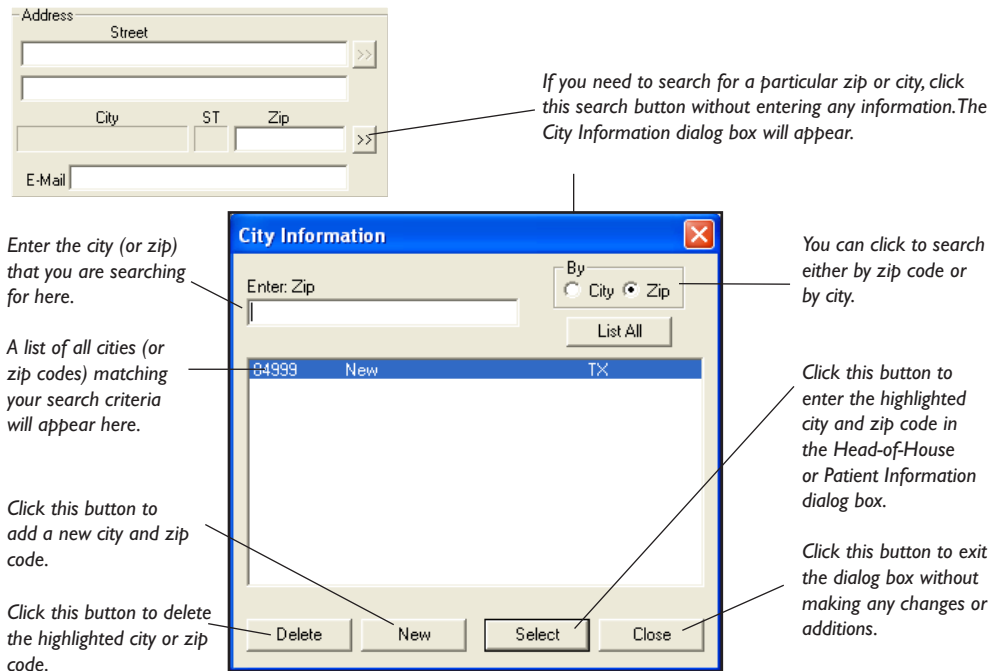 Address
Street
>>
City ST Zip
>>
E-Mail
If you need to search for a particular zip or city, click
this search button without entering any information. The
City Information dialog box will appear.
City Information
Enter: Zip
By
City Zip
List All
84999 New TX
Delete New Select Close
Enter the city (or zip)
that you are searching
for here.
A list of all cities (or
zip codes) matching
your search criteria
will appear here.
Click this button to
add a new city and zip
code.
Click this button to delete
the highlighted city or zip
code.
You can click to search
either by zip code or
by city.
Click this button to
enter the highlighted
city and zip code in
the Head-of-House
or Patient Information
dialog box.
Click this button to exit
the dialog box without
making any changes or
additions.